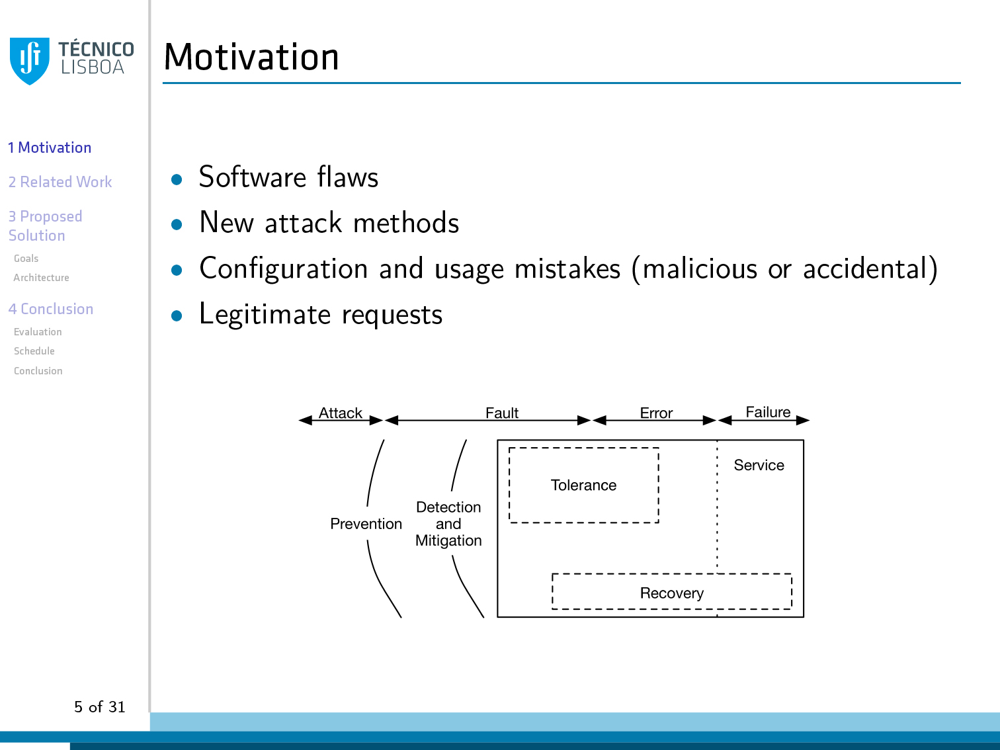 TÉCNICO
LISBOA
Motivation
1 Motivation
2 Related Work
3 Proposed
Solution
Goals
Architecture
4 Conclusion
Evaluation
Schedule
Conclusion
• Software flaws
• New attack methods
• Configuration and usage mistakes (malicious or accidental)
• Legitimate requests
Attack Fault Error Failure
Service
Tolerance
Prevention
Detection
and
Mitigation
Recovery
5 of 31